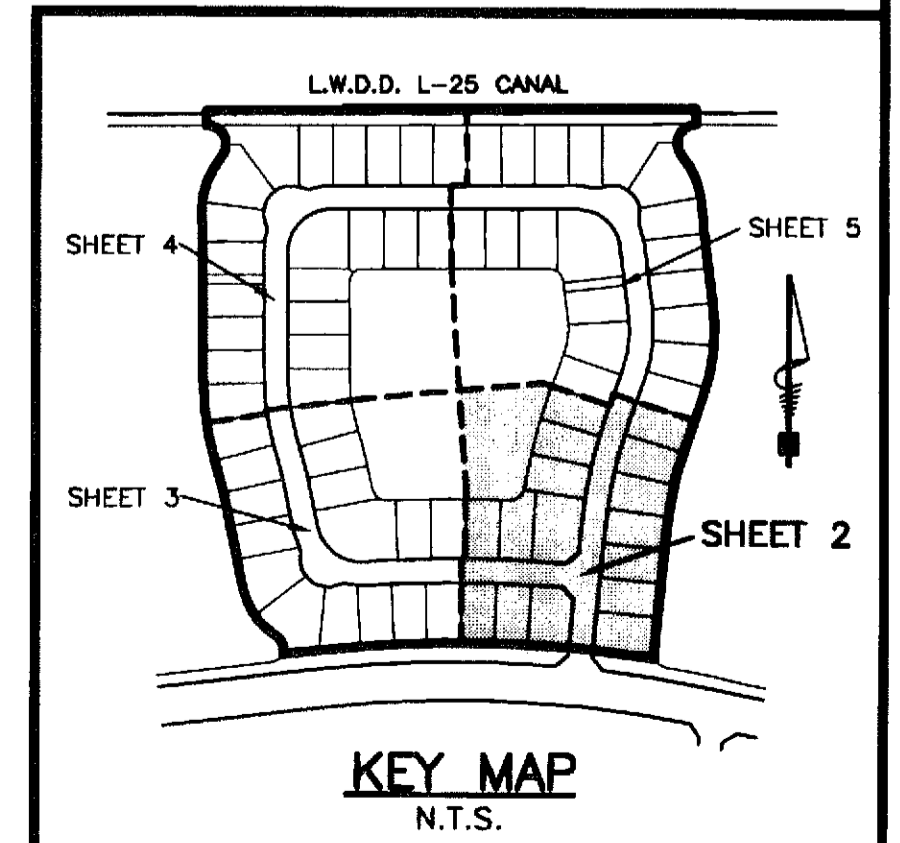 L.W.D.D. L-25 CANAL
SHEET 4
SHEET 5
SHEET 3
SHEET 2
KEY MAP
N.T.S.